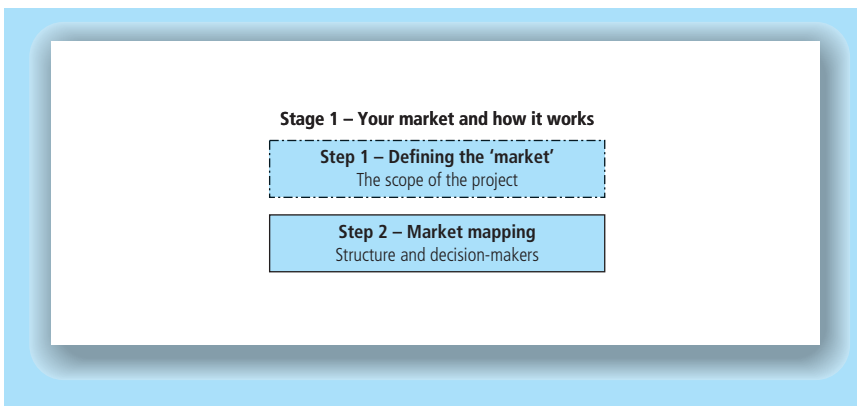 Stage 1 – Your market and how it works
Step 1 – Defining the ‘market’
The scope of the project
Step 2 – Market mapping
Structure and decision-makers